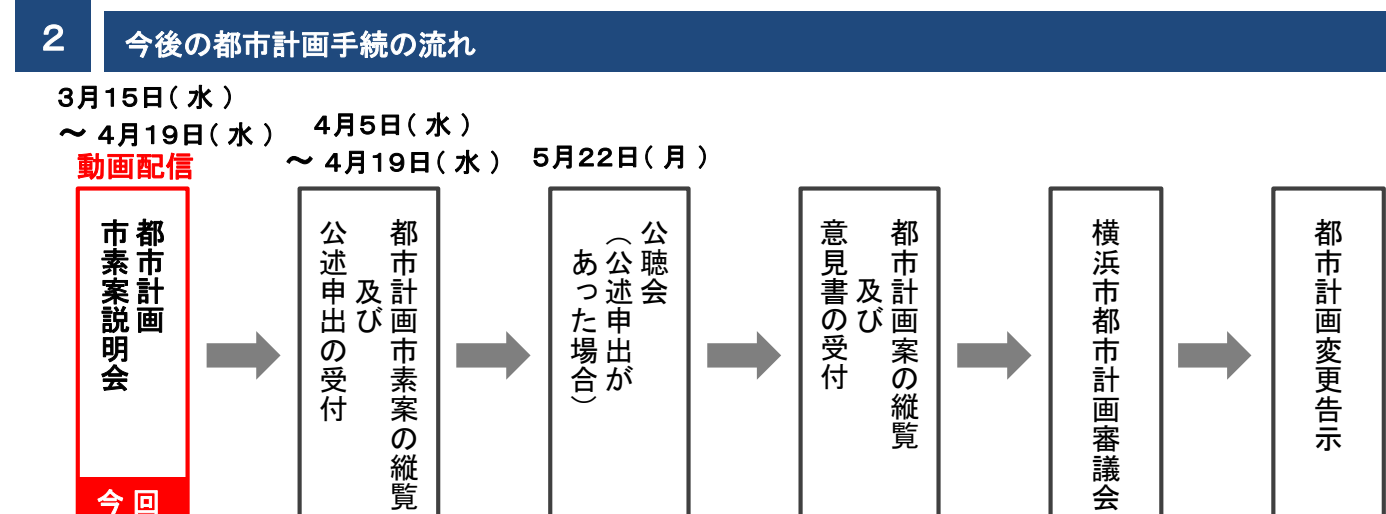 2
今後の都市計画手続の流れ
3月15日(水)
～ 4月19日(水)
動画配信
都市計画
市素案説明会
今回
4月5日(水)
～ 4月19日(水)
都市計画市素案の縦覧
及び
公述申出の受付
5月22日(月)
公聴会
（公述申出が
あった場合）
都市計画案の縦覧
及び
意見書の受付
横浜市都市計画審議会
都市計画変更告示